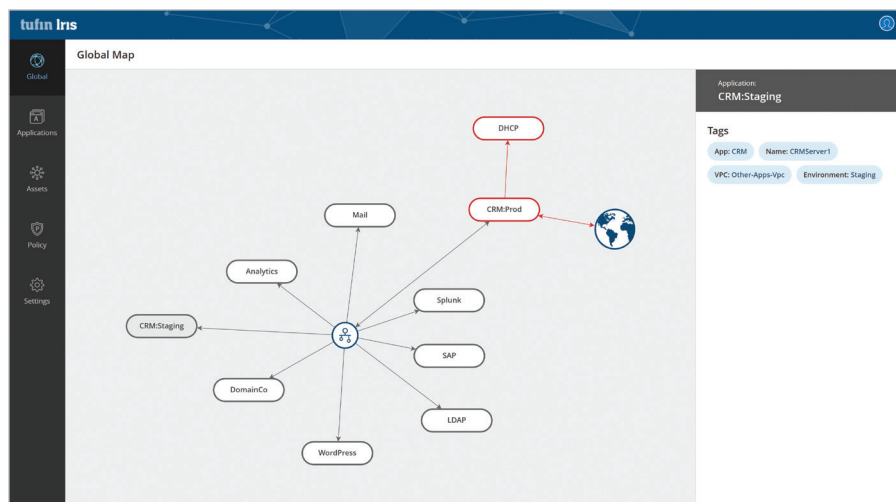 tufin Iris
Global Map
Global
Applications
Assets
Policy
Settings
DHCP
CRM:Prod
Mail
Analytics
Splunk
CRM:Staging
SAP
DomainCo
LDAP
WordPress
Application:
CRM:Staging
Tags
App: CRM Name: CRMServer1
VPC: Other-Apps-Vpc Environment: Staging